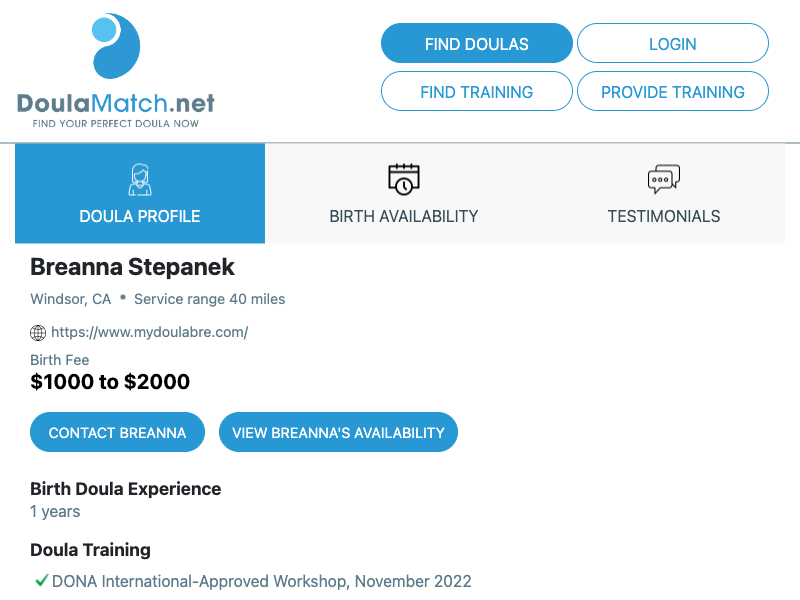 DoulaMatch.net
FIND YOUR PERFECT DOULA NOW
FIND DOULAS
LOGIN
FIND TRAINING
PROVIDE TRAINING
DOULA PROFILE
BIRTH AVAILABILITY
TESTIMONIALS
Breanna Stepanek
Windsor, CA • Service range 40 miles
https://www.mydoulabre.com/
Birth Fee
$1000 to $2000
CONTACT BREANNA
VIEW BREANNA'S AVAILABILITY
Birth Doula Experience
1 years
Doula Training
DONA International-Approved Workshop, November 2022